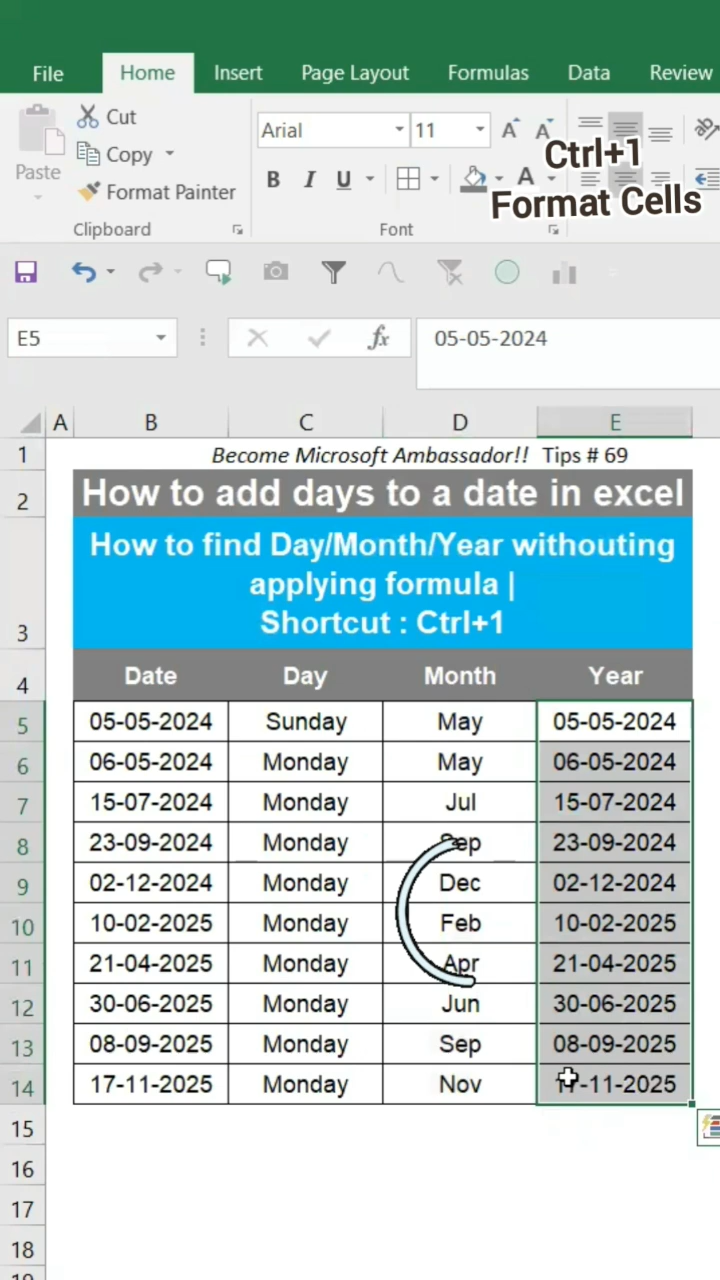 File Home Insert Page Layout Formulas Data Review
Cut
Copy
Paste
Format Painter
Clipboard
Arial 11 A A
B I U A
Font
Ctrl+1
Format Cells
E5 fx 05-05-2024
A B C D E
1 Become Microsoft Ambassador!! Tips # 69
2 How to add days to a date in excel
How to find Day/Month/Year withouting
applying formula |
3 Shortcut : Ctrl+1
4 Date Day Month Year
5 05-05-2024 Sunday May 05-05-2024
6 06-05-2024 Monday May 06-05-2024
7 15-07-2024 Monday Jul 15-07-2024
8 23-09-2024 Monday Sep 23-09-2024
9 02-12-2024 Monday Dec 02-12-2024
10 10-02-2025 Monday Feb 10-02-2025
11 21-04-2025 Monday Apr 21-04-2025
12 30-06-2025 Monday Jun 30-06-2025
13 08-09-2025 Monday Sep 08-09-2025
14 17-11-2025 Monday Nov 17-11-2025
15
16
17
18